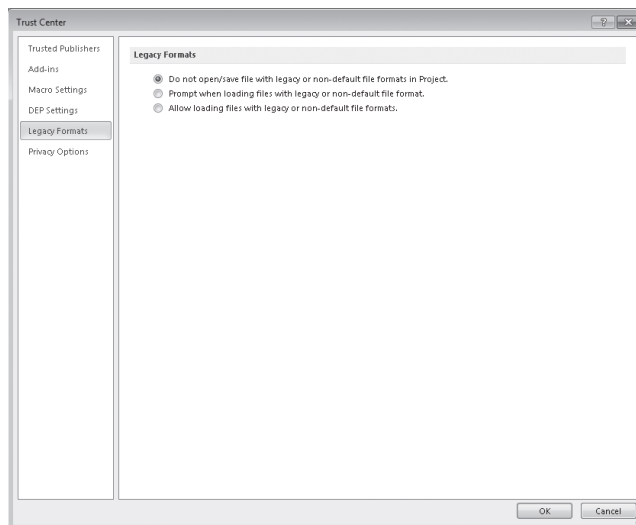 Trust Center
?
Trusted Publishers
Add-ins
Macro Settings
DEP Settings
Legacy Formats
Privacy Options
Legacy Formats
Do not open/save file with legacy or non-default file formats in Project.
Prompt when loading files with legacy or non-default file format.
Allow loading files with legacy or non-default file formats.
OK
Cancel